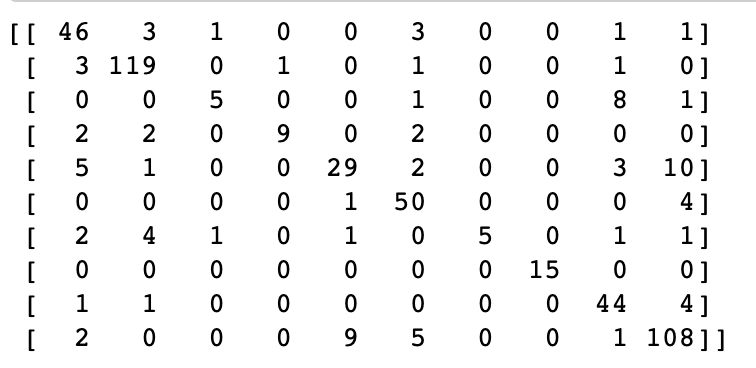 [[ 46 3 1 0 0 3 0 0 1 1]
[ 3 119 0 1 0 1 0 0 1 0]
[ 0 0 5 0 0 1 0 0 8 1]
[ 2 2 0 9 0 2 0 0 0 0]
[ 5 1 0 0 29 2 0 0 3 10]
[ 0 0 0 0 1 50 0 0 0 4]
[ 2 4 1 0 1 0 5 0 1 1]
[ 0 0 0 0 0 0 0 15 0 0]
[ 1 1 0 0 0 0 0 0 44 4]
[ 2 0 0 0 9 5 0 0 1 108]]